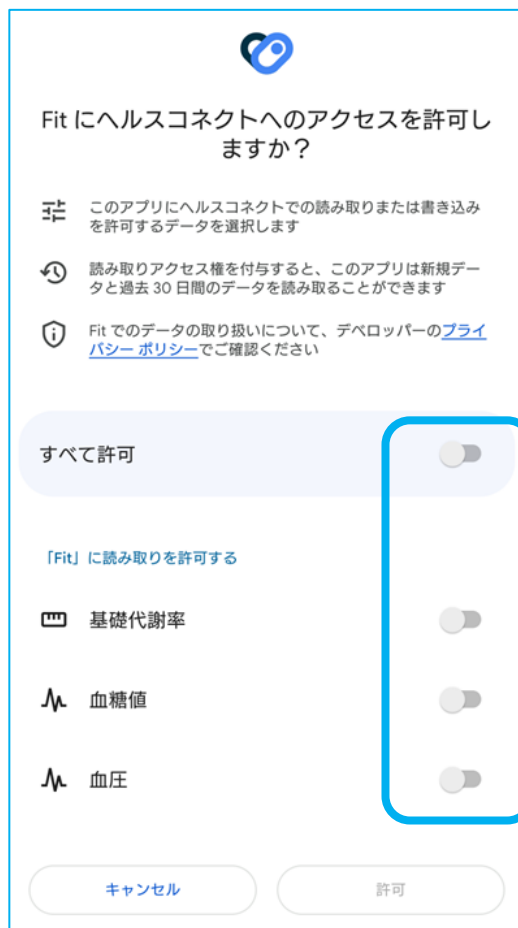 Fit にヘルスコネクトへのアクセスを許可し
ますか？
このアプリにヘルスコネクトでの読み取りまたは書き込み
を許可するデータを選択します
読み取りアクセス権を付与すると、このアプリは新規デー
タと過去 30 日間のデータを読み取ることができます
Fit でのデータの取り扱いについて、デベロッパーのプライ
バシー ポリシーでご確認ください
すべて許可
「Fit」に読み取りを許可する
基礎代謝率
血糖値
血圧
キャンセル
許可